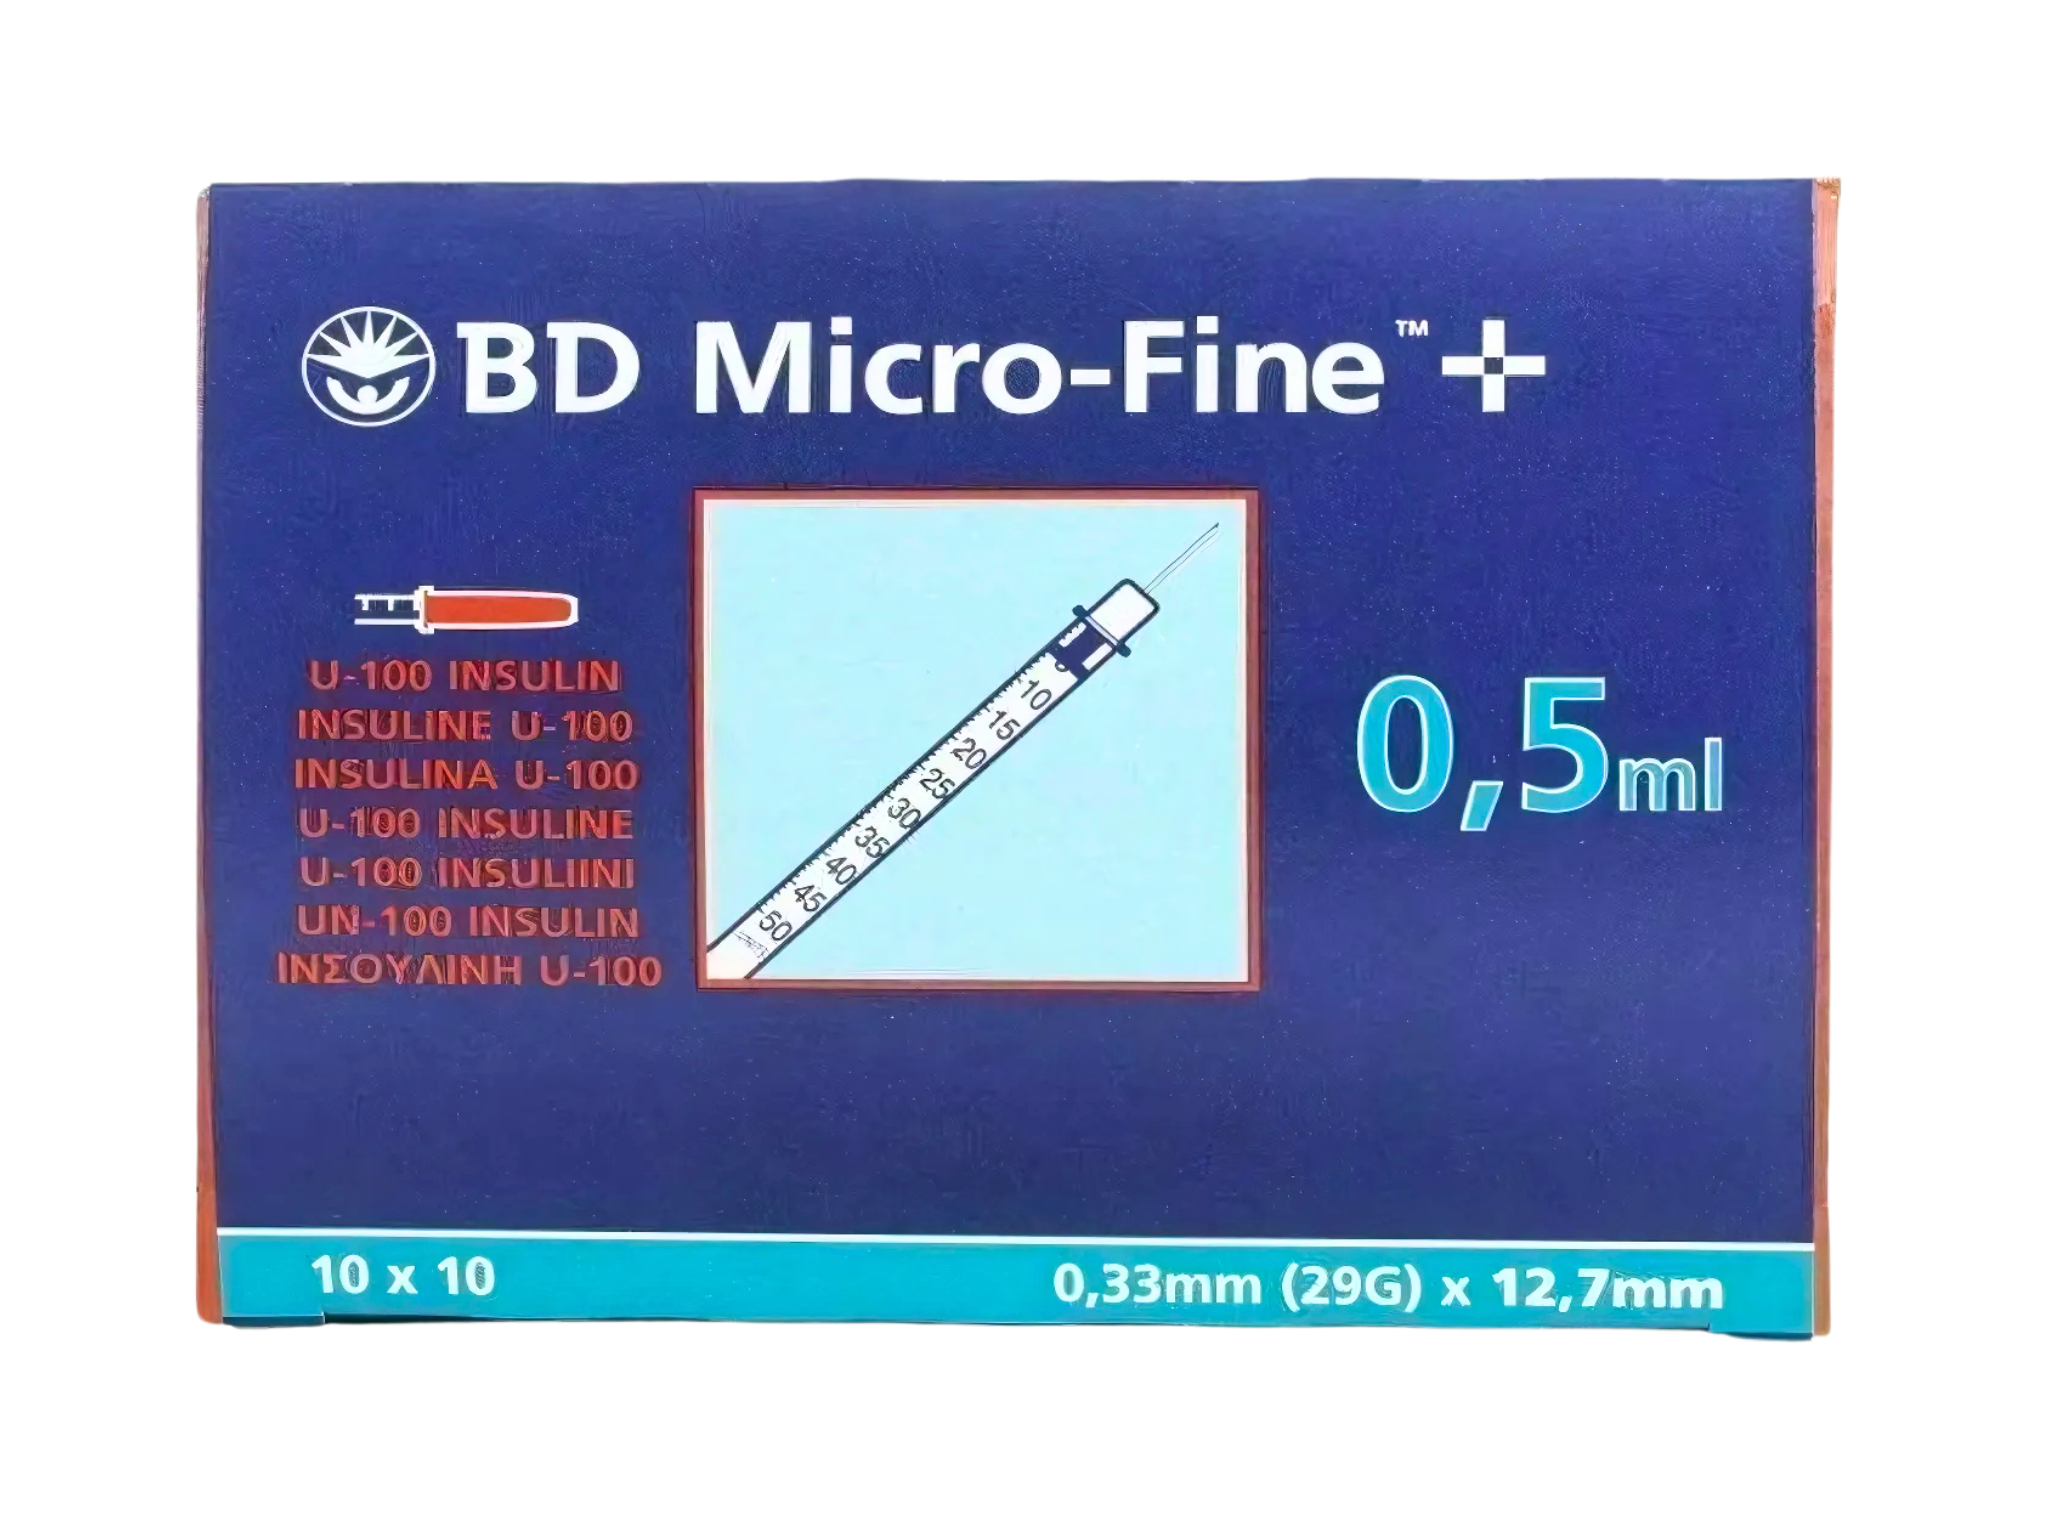 BD Micro-Fine™+
U-100 INSULIN
INSULINE U-100
INSULINA U-100
U-100 INSULINE
U-100 INSULIINI
UN-100 INSULIN
ΙΝΣΟΥΛΙΝΗ U-100
10
15
20
25
30
35
40
45
50
0,5ml
10 x 10
0,33mm (29G) x 12,7mm